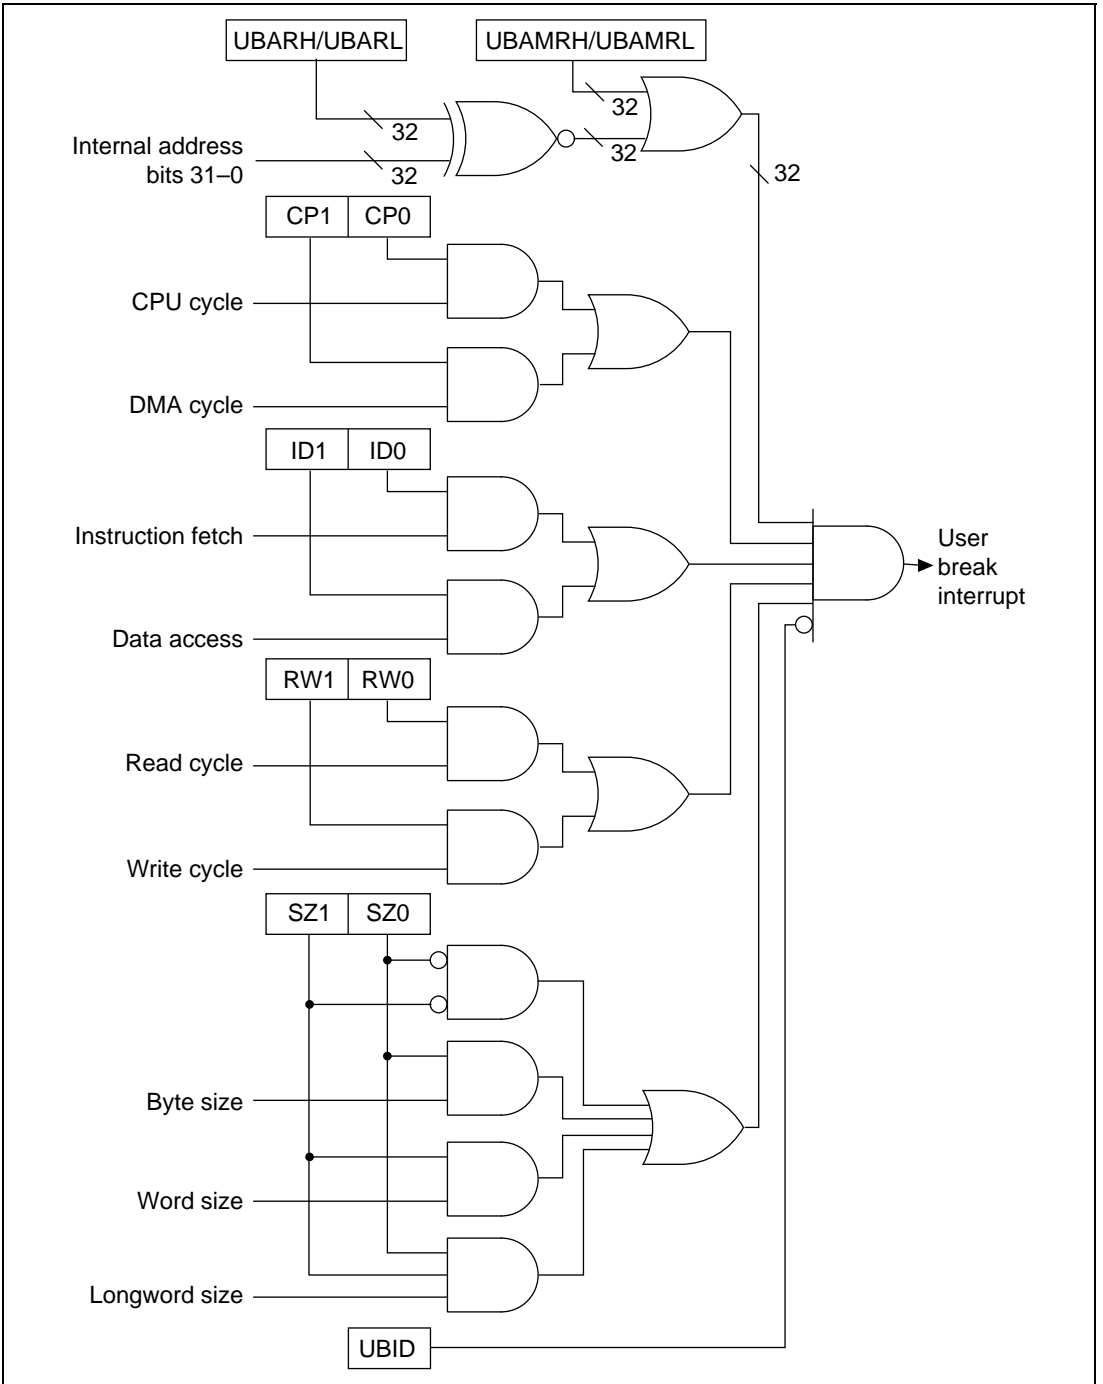 UBARH/UBARL
UBAMRH/UBAMRL
32
32
32
32
32
Internal address
bits 31–0
CP1
CP0
CPU cycle
DMA cycle
ID1
ID0
Instruction fetch
Data access
User
break
interrupt
RW1
RW0
Read cycle
Write cycle
SZ1
SZ0
Byte size
Word size
Longword size
UBID